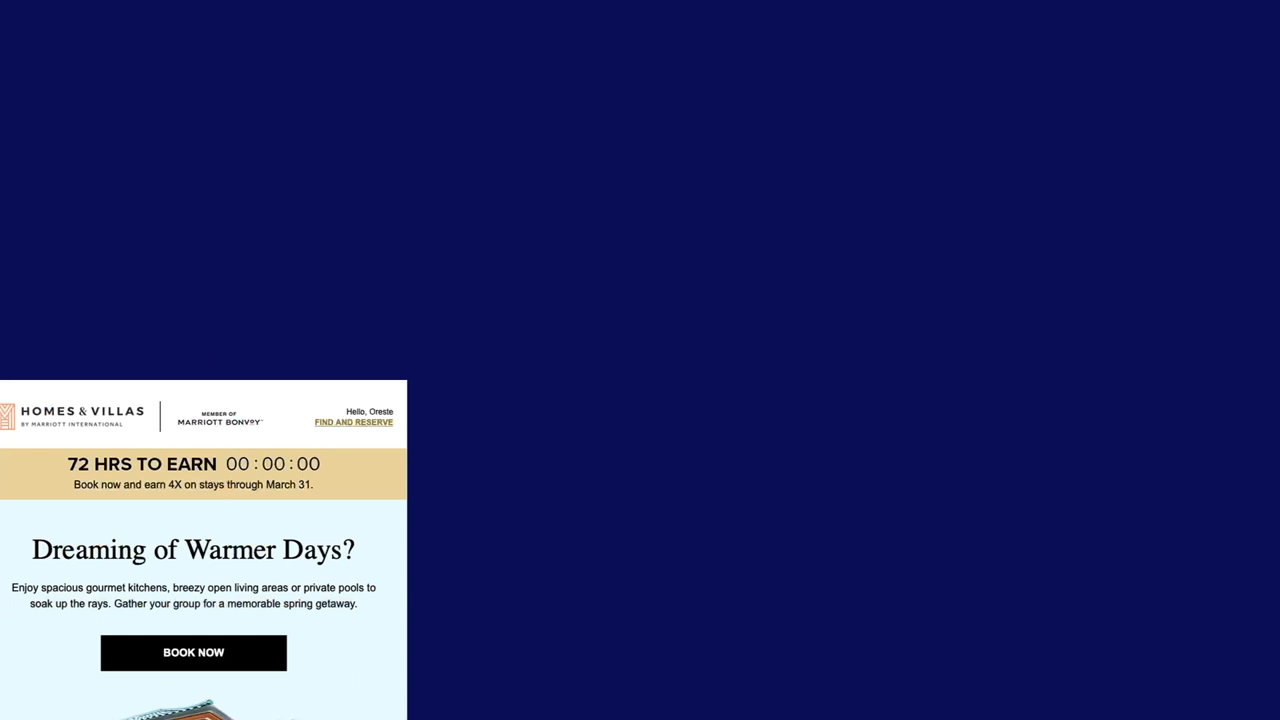 HOMES & VILLAS
BY MARRIOTT INTERNATIONAL
MEMBER OF
MARRIOTT BONVOY™
Hello, Oreste
FIND AND RESERVE
72 HRS TO EARN 00 : 00 : 00
Book now and earn 4X on stays through March 31.
Dreaming of Warmer Days?
Enjoy spacious gourmet kitchens, breezy open living areas or private pools to
soak up the rays. Gather your group for a memorable spring getaway.
BOOK NOW